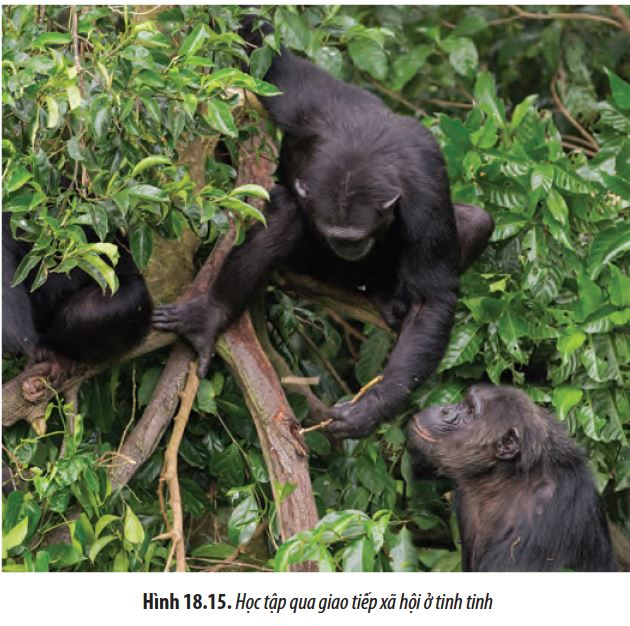 Hình 18.15. Học tập qua giao tiếp xã hội ở tinh tinh